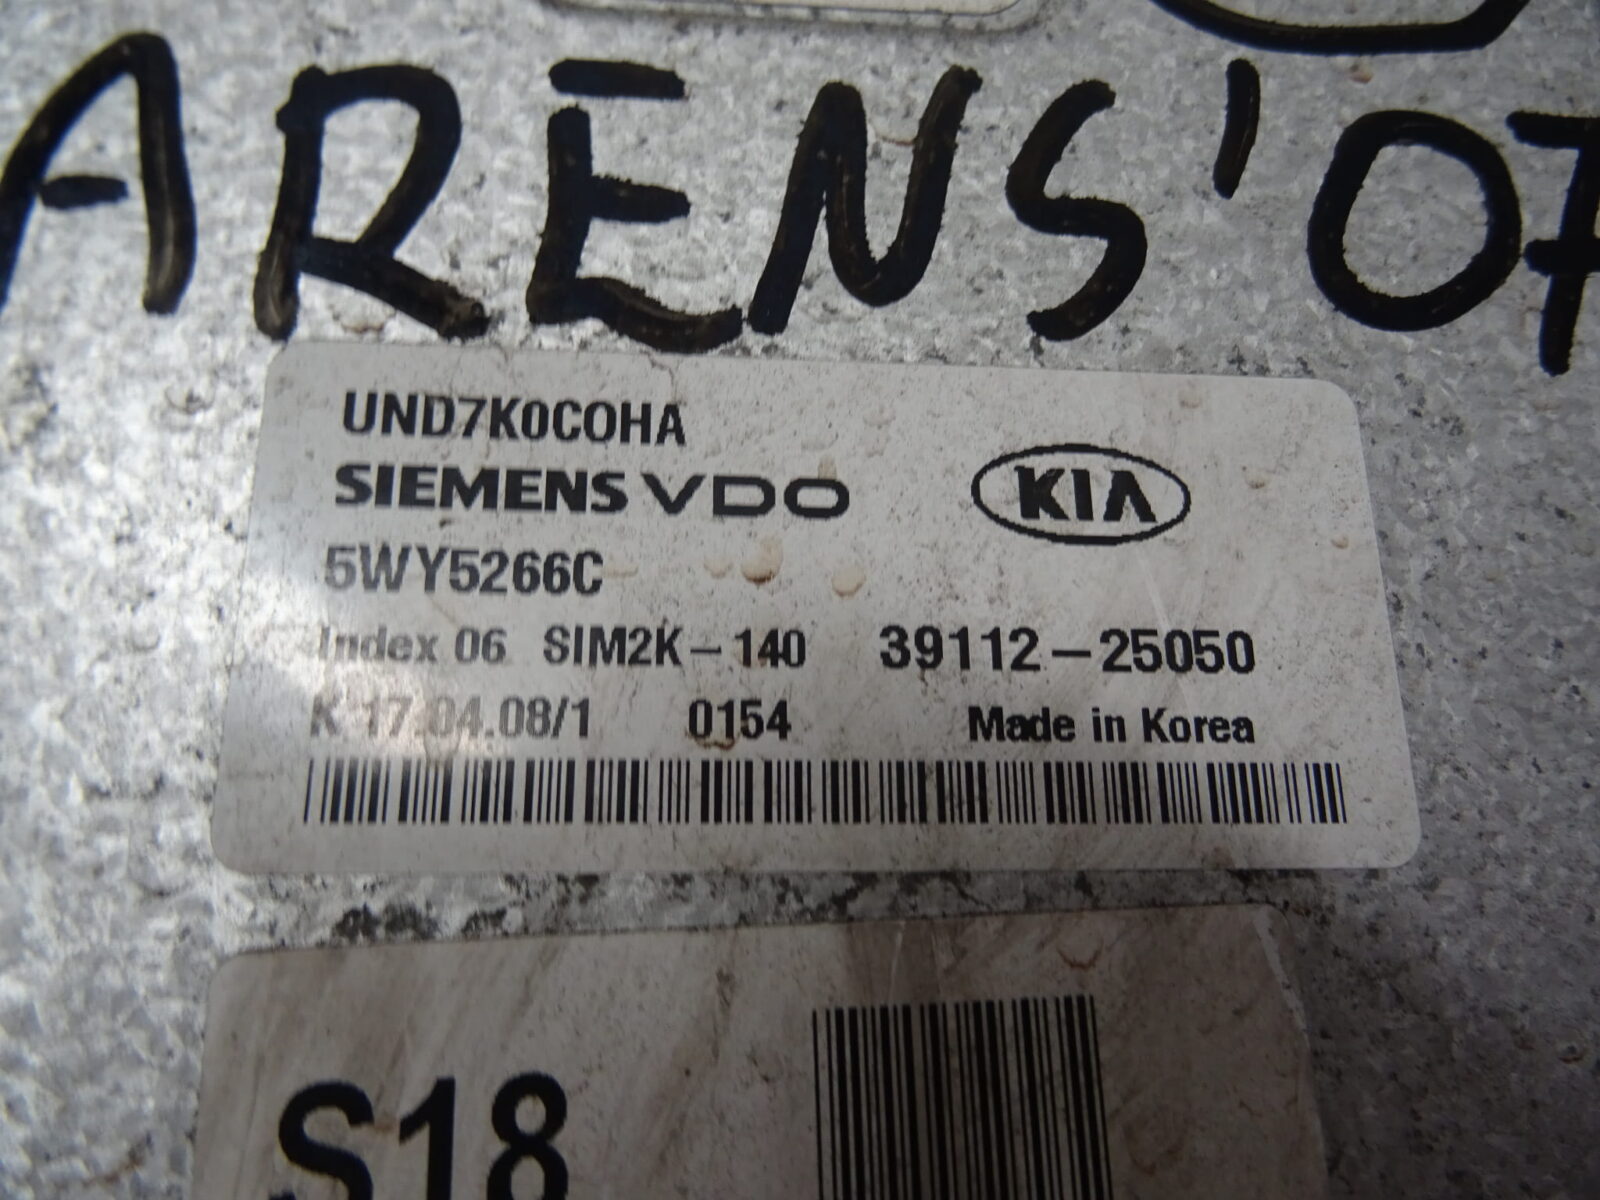 ARENS '07
UND7K0COHA
SIEMENS VDO KIA
5WY5266C
Index 06 SIM2K-140 39112-25050
K 17.04.08/1 0154 Made in Korea
S18